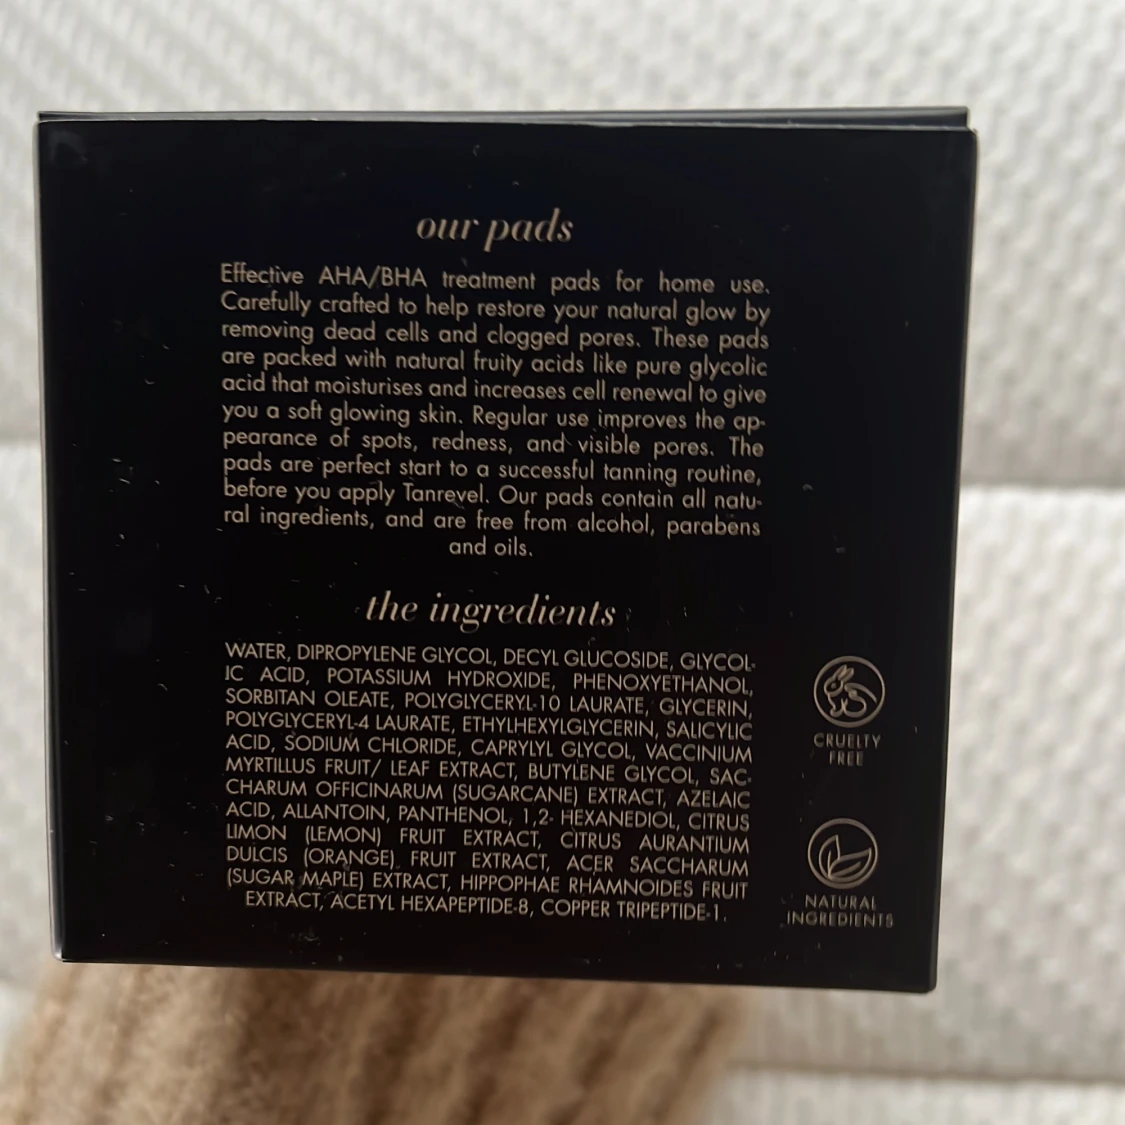 our pads
Effective AHA/BHA treatment pads for home use.
Carefully crafted to help restore your natural glow by
removing dead cells and clogged pores. These pads
are packed with natural fruity acids like pure glycolic
acid that moisturises and increases cell renewal to give
you a soft glowing skin. Regular use improves the ap-
pearance of spots, redness, and visible pores. The
pads are perfect start to a successful tanning routine,
before you apply Tanrevel. Our pads contain all natu-
ral ingredients, and are free from alcohol, parabens
and oils.
the ingredients
WATER, DIPROPYLENE GLYCOL, DECYL GLUCOSIDE, GLYCOL-
IC ACID, POTASSIUM HYDROXIDE, PHENOXYETHANOL,
SORBITAN OLEATE, POLYGLYCERYL-10 LAURATE, GLYCERIN,
POLYGLYCERYL-4 LAURATE, ETHYLHEXYLGLYCERIN, SALICYLIC
ACID, SODIUM CHLORIDE, CAPRYLYL GLYCOL, VACCINIUM
MYRTILLUS FRUIT/ LEAF EXTRACT, BUTYLENE GLYCOL, SAC-
CHARUM OFFICINARUM (SUGARCANE) EXTRACT, AZELAIC
ACID, ALLANTOIN, PANTHENOL, 1,2- HEXANEDIOL, CITRUS
LIMON (LEMON) FRUIT EXTRACT, CITRUS AURANTIUM
DULCIS (ORANGE) FRUIT EXTRACT, ACER SACCHARUM
(SUGAR MAPLE) EXTRACT, HIPPOPHAE RHAMNOIDES FRUIT
EXTRACT, ACETYL HEXAPEPTIDE-8, COPPER TRIPEPTIDE-1.
CRUELTY
FREE
NATURAL
INGREDIENTS